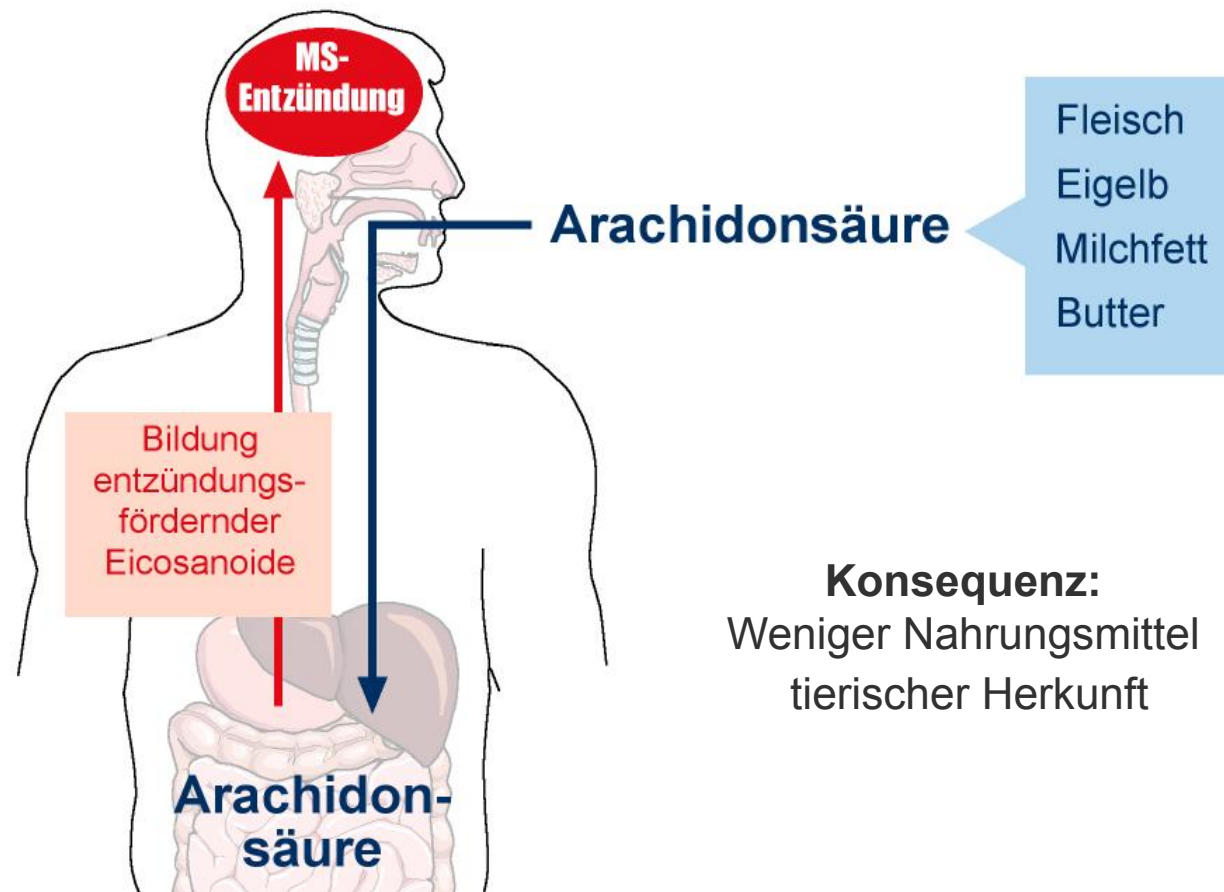 MS-
Entzündung
Arachidonsäure
Fleisch
Eigelb
Milchfett
Butter
Bildung
entzündungs-
fördernder
Eicosanoide
Konsequenz:
Weniger Nahrungsmittel
tierischer Herkunft
Arachidon-
säure